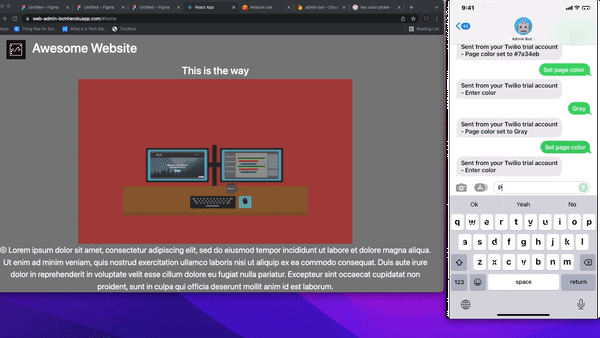 Untitled – Figma
Untitled – Figma
Untitled – Figma
React App
Amazon Lex
admin-bot – Clou
hex color picker
web-admin-bot.herokuapp.com/#home
Apps
What Is a Tech Sta...
TinyWow
Reading List
Awesome Website
This is the way
© Lorem ipsum dolor sit amet, consectetur adipiscing elit, sed do eiusmod tempor incididunt ut labore et dolore magna aliqua.
Ut enim ad minim veniam, quis nostrud exercitation ullamco laboris nisi ut aliquip ex ea commodo consequat. Duis aute irure
dolor in reprehenderit in voluptate velit esse cillum dolore eu fugiat nulla pariatur. Excepteur sint occaecat cupidatat non
proident, sunt in culpa qui officia deserunt mollit anim id est laborum.
9:41
Admin Bot
Sent from your Twilio trial account
- Page color set to #7a34eb
Set page color
Sent from your Twilio trial account
- Enter color
Gray
Sent from your Twilio trial account
- Page color set to Gray
Set page color
Sent from your Twilio trial account
- Enter color
P
Ok Yeah No
q w e r t y u i o p
a s d f g h j k l
z x c v b n m
123 space return